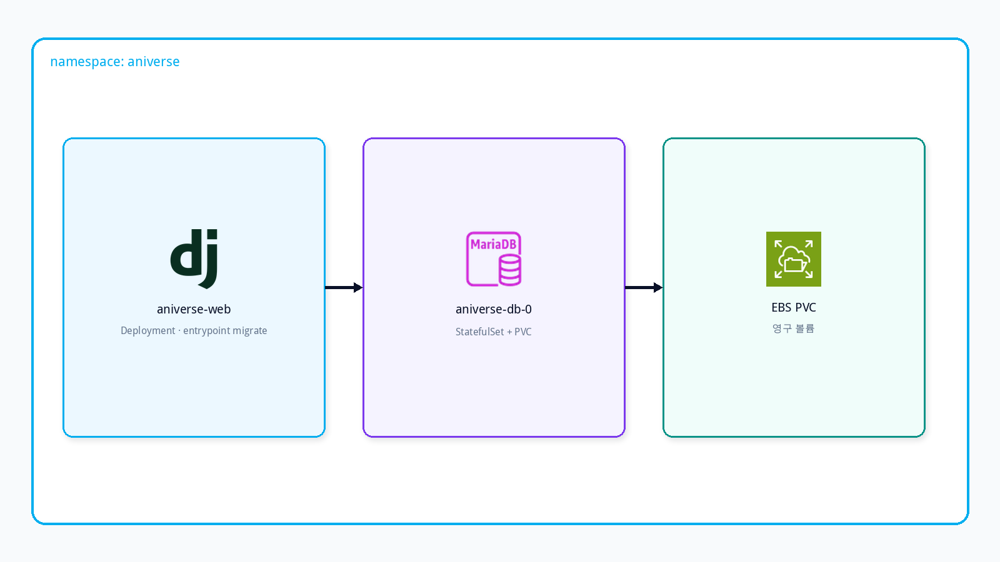 namespace: aniverse
dj
aniverse-web
Deployment · entrypoint migrate
MariaDB
aniverse-db-0
StatefulSet + PVC
EBS PVC
영구 볼륨